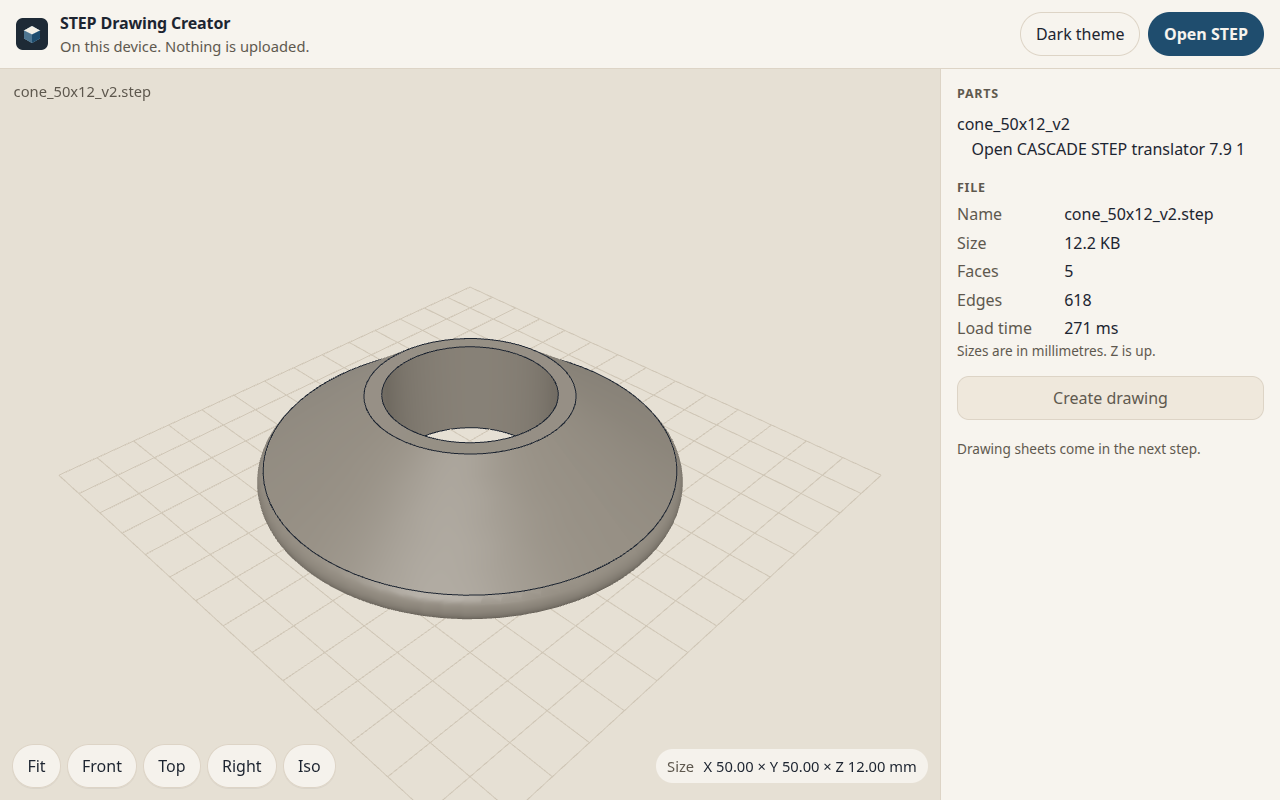 STEP Drawing Creator
On this device. Nothing is uploaded.
Dark theme
Open STEP
cone_50x12_v2.step
PARTS
cone_50x12_v2
Open CASCADE STEP translator 7.9 1
FILE
Name cone_50x12_v2.step
Size 12.2 KB
Faces 5
Edges 618
Load time 271 ms
Sizes are in millimetres. Z is up.
Create drawing
Drawing sheets come in the next step.
Fit Front Top Right Iso
Size X 50.00 × Y 50.00 × Z 12.00 mm